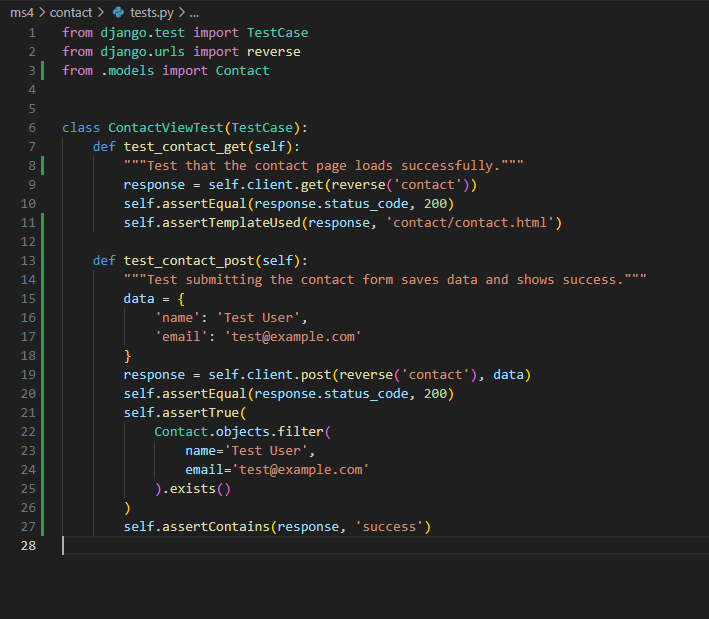 ms4 > contact > tests.py > ...
1 from django.test import TestCase
2 from django.urls import reverse
3 from .models import Contact
4
5
6 class ContactViewTest(TestCase):
7     def test_contact_get(self):
8         """Test that the contact page loads successfully."""
9         response = self.client.get(reverse('contact'))
10         self.assertEqual(response.status_code, 200)
11         self.assertTemplateUsed(response, 'contact/contact.html')
12
13     def test_contact_post(self):
14         """Test submitting the contact form saves data and shows success."""
15         data = {
16             'name': 'Test User',
17             'email': 'test@example.com'
18         }
19         response = self.client.post(reverse('contact'), data)
20         self.assertEqual(response.status_code, 200)
21         self.assertTrue(
22             Contact.objects.filter(
23                 name='Test User',
24                 email='test@example.com'
25             ).exists()
26         )
27         self.assertContains(response, 'success')
28